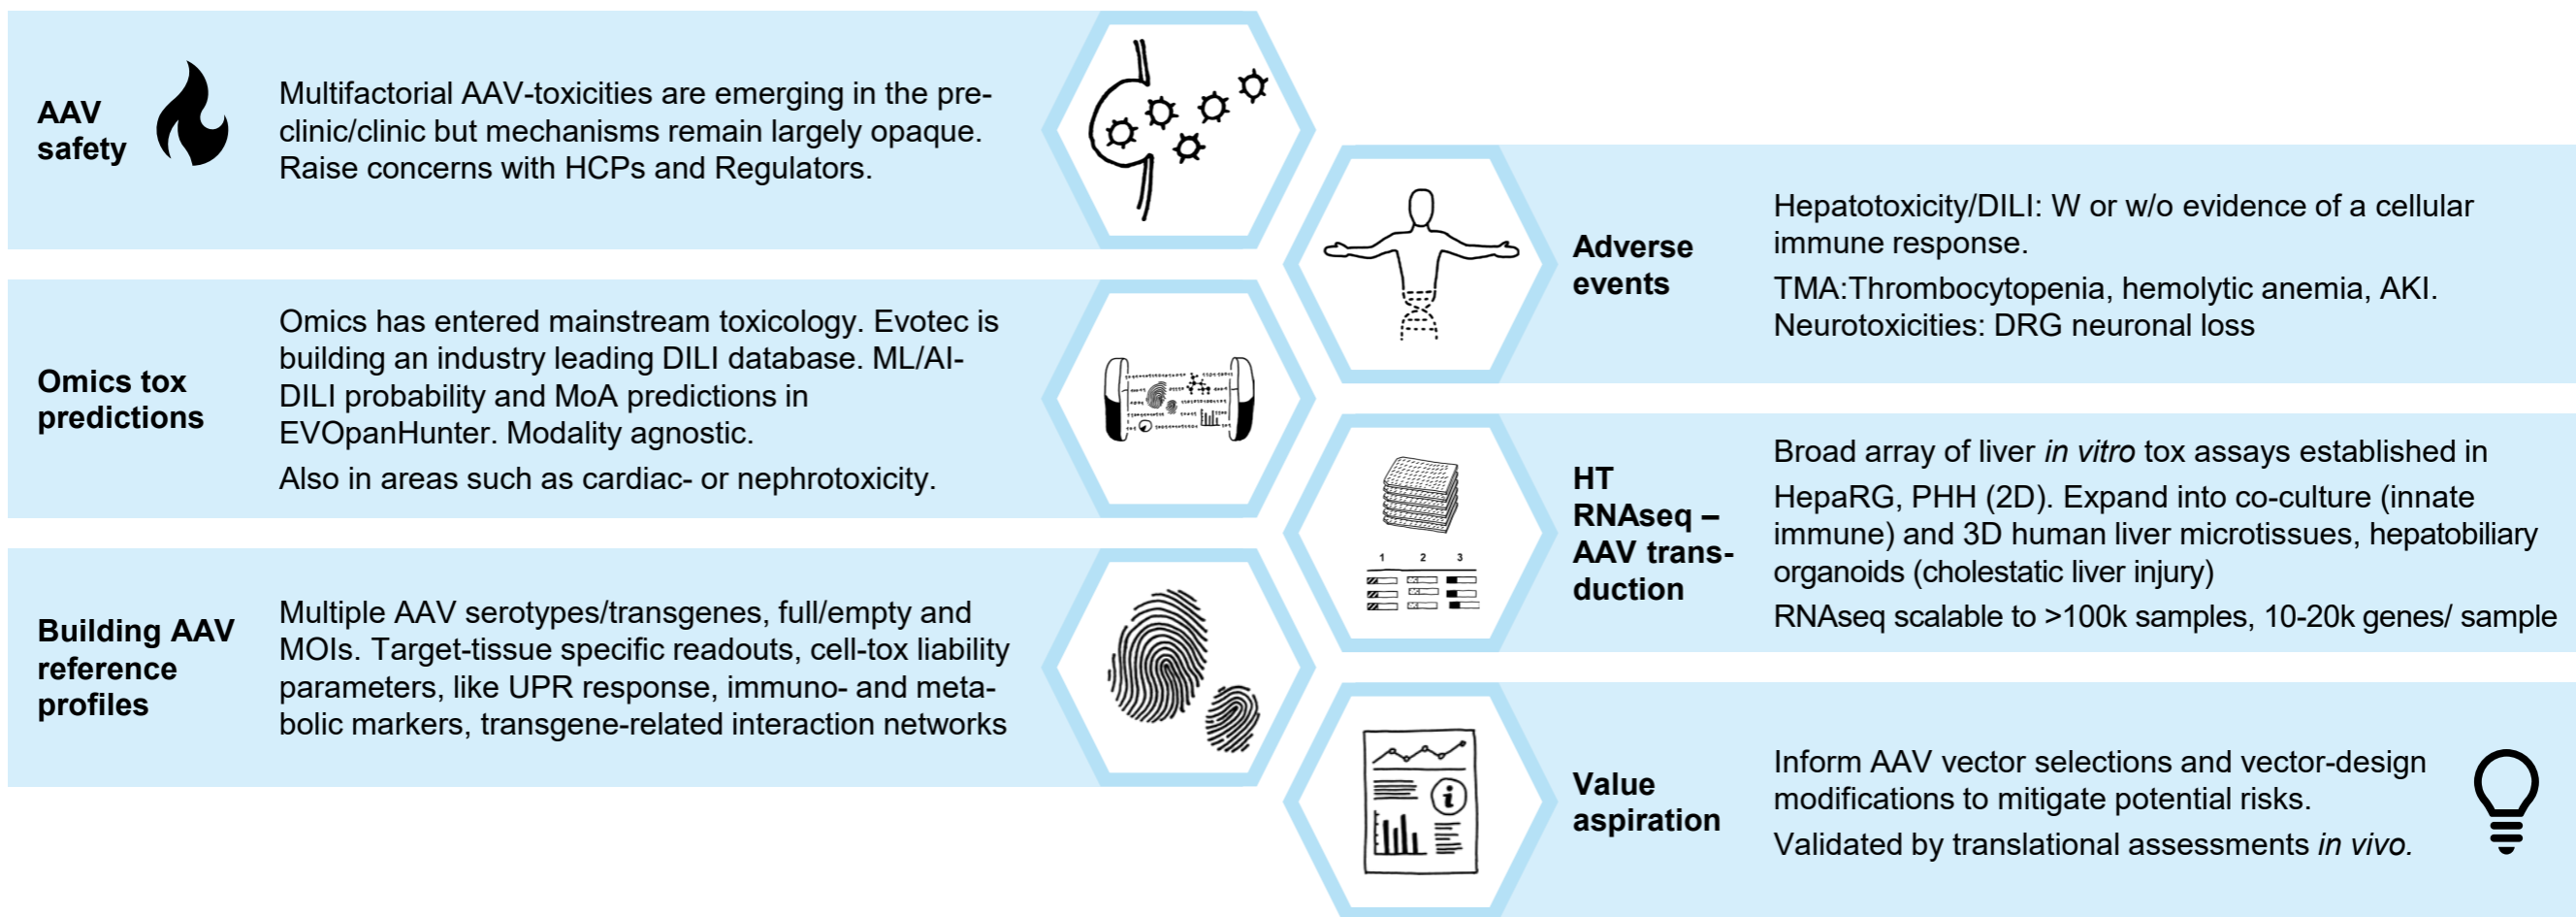 AAV
safety
Multifactorial AAV-toxicities are emerging in the pre-
clinic/clinic but mechanisms remain largely opaque.
Raise concerns with HCPs and Regulators.
Adverse
events
Hepatotoxicity/DILI: W or w/o evidence of a cellular
immune response.
TMA:Thrombocytopenia, hemolytic anemia, AKI.
Neurotoxicities: DRG neuronal loss
Omics tox
predictions
Omics has entered mainstream toxicology. Evotec is
building an industry leading DILI database. ML/AI-
DILI probability and MoA predictions in
EVOpanHunter. Modality agnostic.
Also in areas such as cardiac- or nephrotoxicity.
HT
RNAseq –
AAV trans-
duction
Broad array of liver in vitro tox assays established in
HepaRG, PHH (2D). Expand into co-culture (innate
immune) and 3D human liver microtissues, hepatobiliary
organoids (cholestatic liver injury)
RNAseq scalable to >100k samples, 10-20k genes/ sample
1 2 3
Building AAV
reference
profiles
Multiple AAV serotypes/transgenes, full/empty and
MOIs. Target-tissue specific readouts, cell-tox liability
parameters, like UPR response, immuno- and meta-
bolic markers, transgene-related interaction networks
i
Value
aspiration
Inform AAV vector selections and vector-design
modifications to mitigate potential risks.
Validated by translational assessments in vivo.